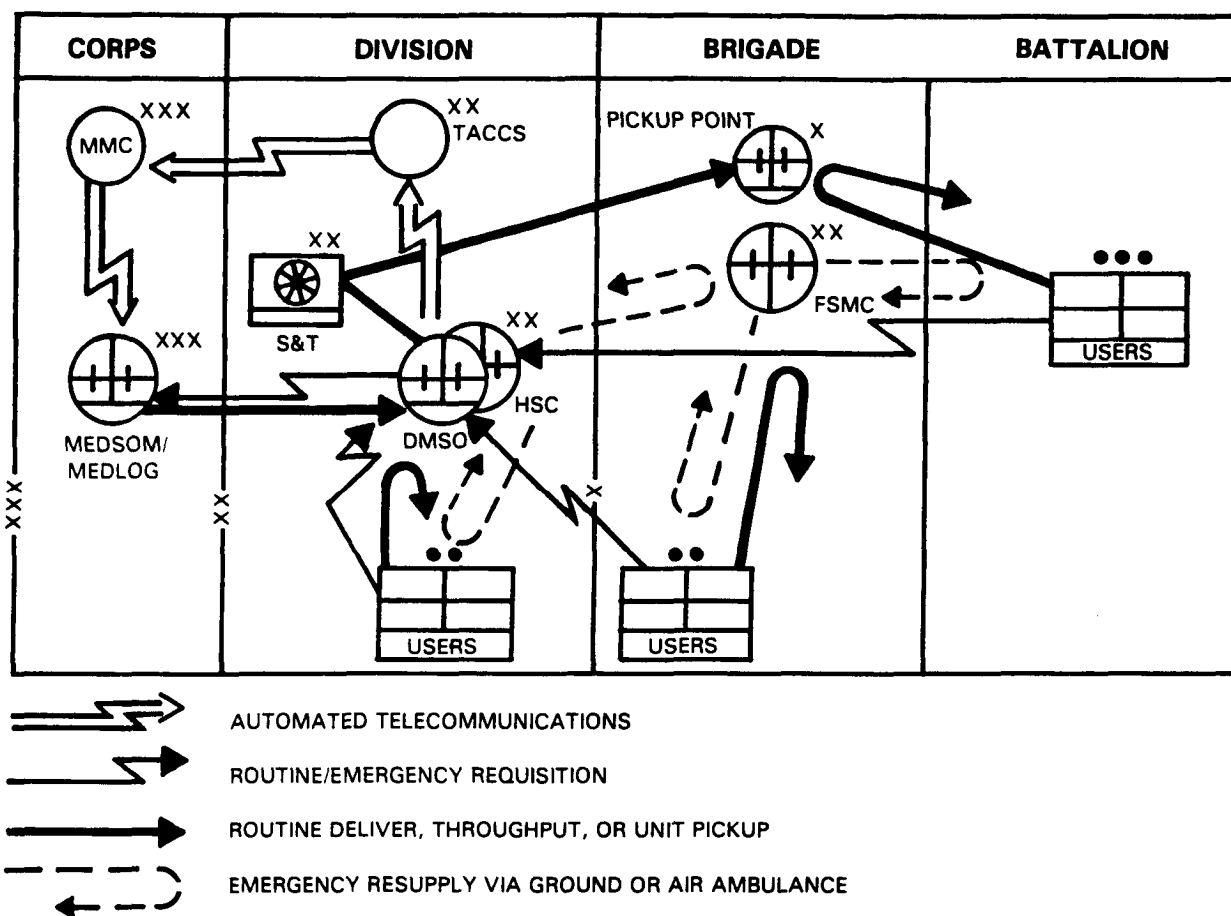 CORPS DIVISION BRIGADE BATTALION
XXX XX
MMC TACCS PICKUP POINT X
XX XX
S&T FSMC
XXX XX USERS
MEDSOM/
MEDLOG
DMSO HSC
XXX XX X
USERS USERS
AUTOMATED TELECOMMUNICATIONS
ROUTINE/EMERGENCY REQUISITION
ROUTINE DELIVER, THROUGHPUT, OR UNIT PICKUP
EMERGENCY RESUPPLY VIA GROUND OR AIR AMBULANCE